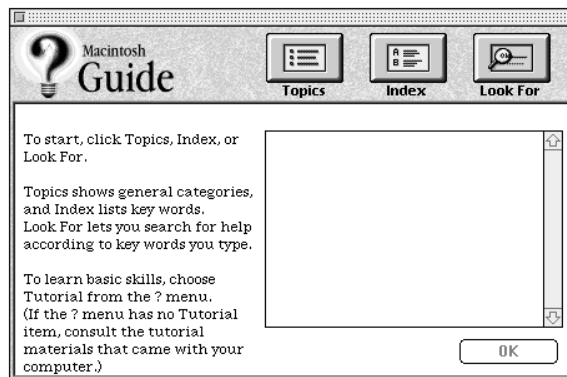 Macintosh
Guide
Topics
Index
Look For
To start, click Topics, Index, or
Look For.
Topics shows general categories,
and Index lists key words.
Look For lets you search for help
according to key words you type.
To learn basic skills, choose
Tutorial from the ? menu.
(If the ? menu has no Tutorial
item, consult the tutorial
materials that came with your
computer.)
OK